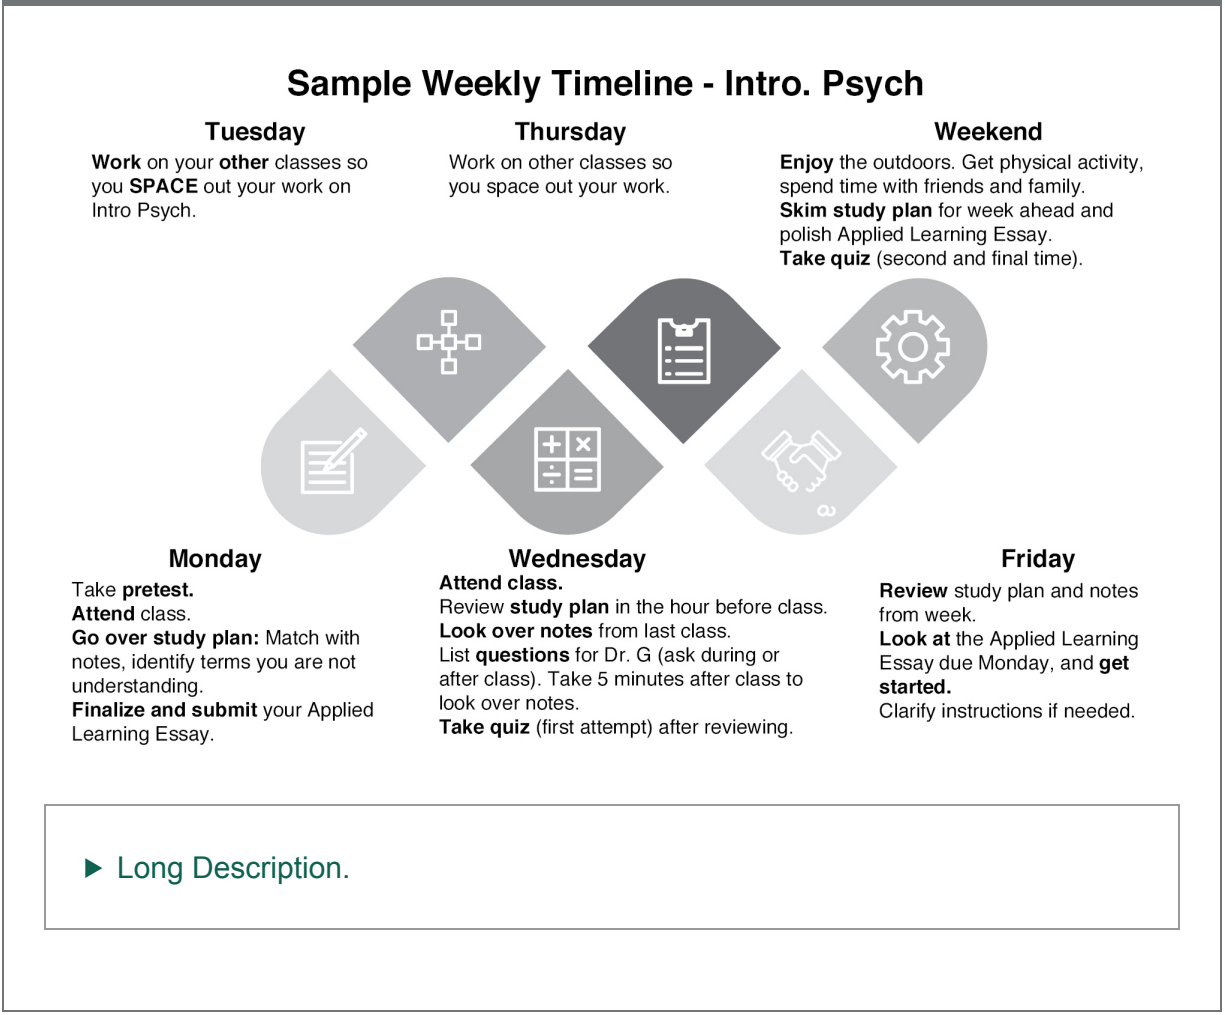 Sample Weekly Timeline - Intro. Psych
Tuesday
Work on your other classes so
you SPACE out your work on
Intro Psych.
Thursday
Work on other classes so
you space out your work.
Weekend
Enjoy the outdoors. Get physical activity,
spend time with friends and family.
Skim study plan for week ahead and
polish Applied Learning Essay.
Take quiz (second and final time).
Monday
Take pretest.
Attend class.
Go over study plan: Match with
notes, identify terms you are not
understanding.
Finalize and submit your Applied
Learning Essay.
Wednesday
Attend class.
Review study plan in the hour before class.
Look over notes from last class.
List questions for Dr. G (ask during or
after class). Take 5 minutes after class to
look over notes.
Take quiz (first attempt) after reviewing.
Friday
Review study plan and notes
from week.
Look at the Applied Learning
Essay due Monday, and get
started.
Clarify instructions if needed.
Long Description.